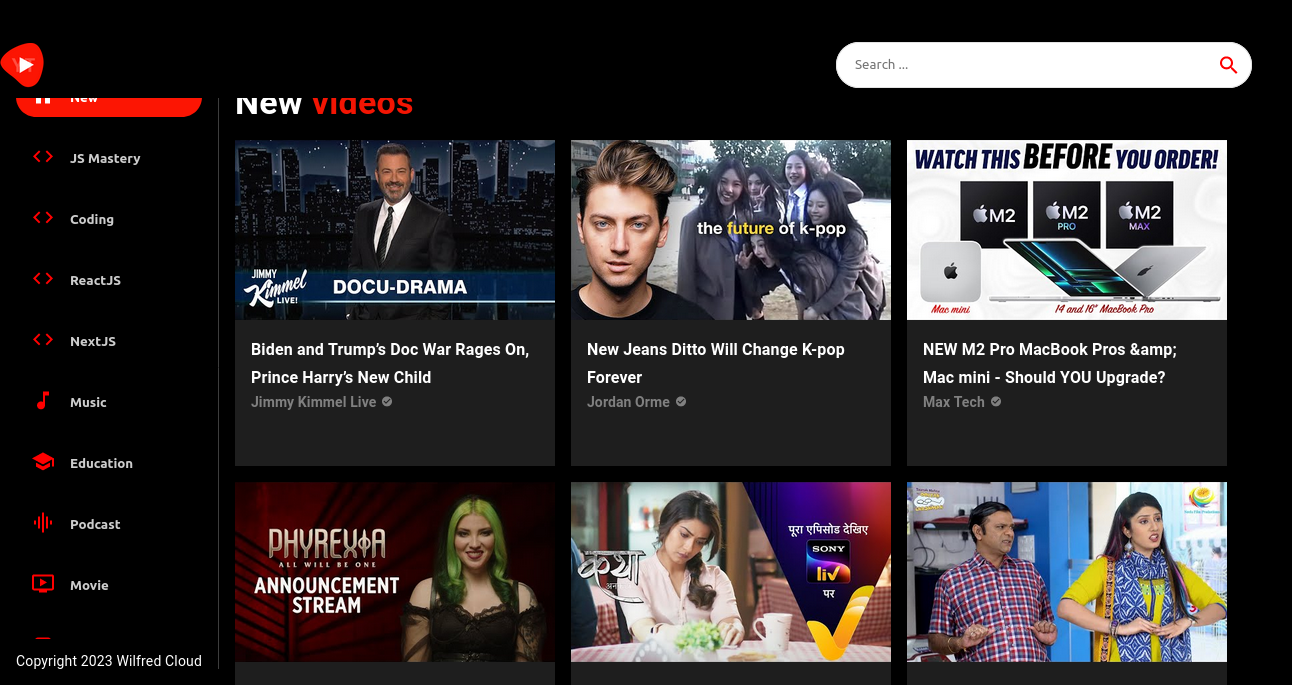 Search ...
New
New Videos
JS Mastery
Coding
ReactJS
NextJS
Music
Education
Podcast
Movie
Copyright 2023 Wilfred Cloud
JIMMY
Kimmel
LIVE!
DOCU-DRAMA
Biden and Trump’s Doc War Rages On,
Prince Harry’s New Child
Jimmy Kimmel Live
the future of k-pop
New Jeans Ditto Will Change K-pop
Forever
Jordan Orme
WATCH THIS BEFORE YOU ORDER!
M2
M2
PRO
M2
MAX
Mac mini
14 and 16" MacBook Pro
NEW M2 Pro MacBook Pros &amp;
Mac mini - Should YOU Upgrade?
Max Tech
PHYREXIA
ALL WILL BE ONE
ANNOUNCEMENT
STREAM
कथा
पूरा एपिसोड देखिए
SONY
liv
पर